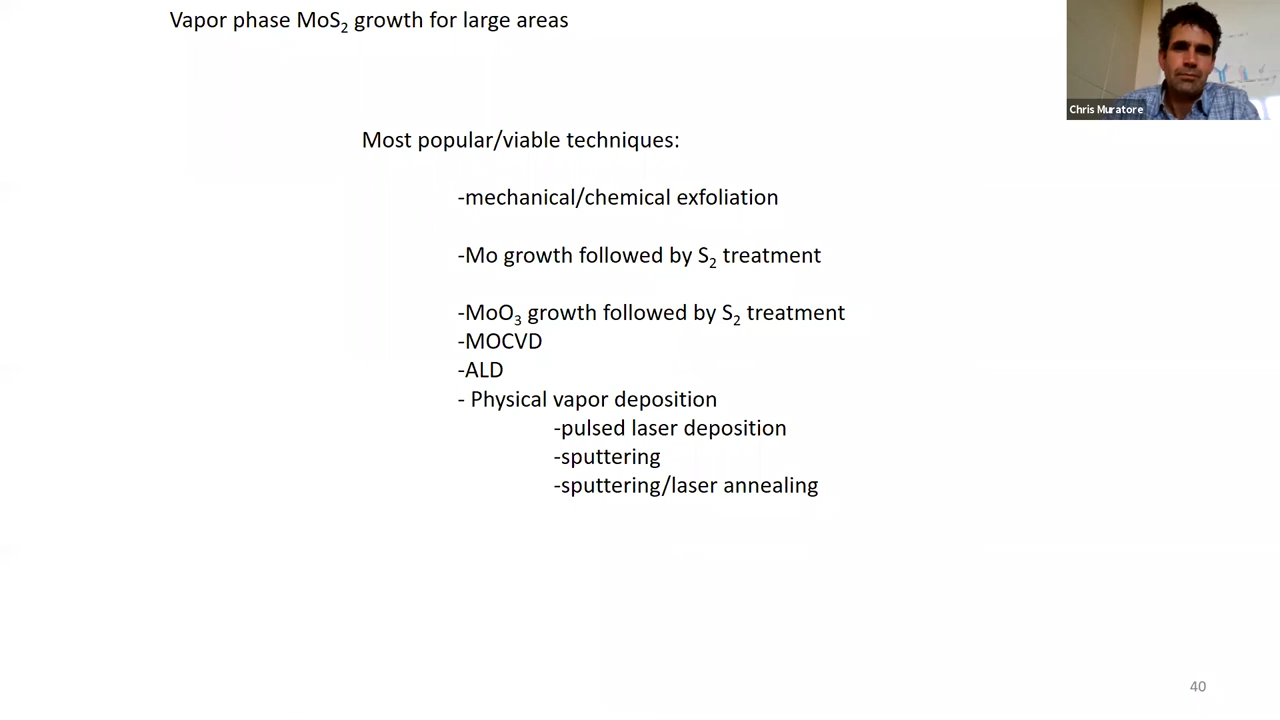 Vapor phase MoS₂ growth for large areas
Chris Muratore
Most popular/viable techniques:
-mechanical/chemical exfoliation
-Mo growth followed by S₂ treatment
-MoO₃ growth followed by S₂ treatment
-MOCVD
-ALD
- Physical vapor deposition
-pulsed laser deposition
-sputtering
-sputtering/laser annealing
40